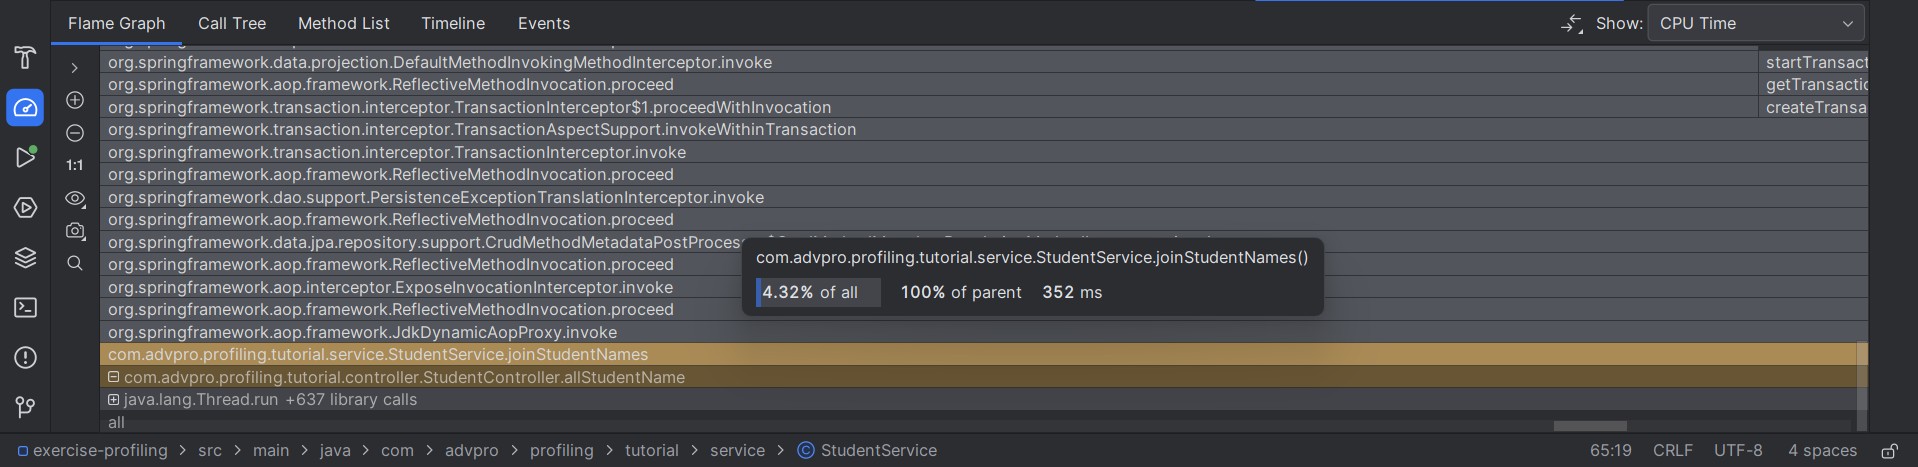 Flame Graph Call Tree Method List Timeline Events Show: CPU Time
org.springframework.data.projection.DefaultMethodInvokingMethodInterceptor.invoke startTransact
org.springframework.aop.framework.ReflectiveMethodInvocation.proceed getTransactic
org.springframework.transaction.interceptor.TransactionInterceptor$1.proceedWithInvocation createTransa
org.springframework.transaction.interceptor.TransactionAspectSupport.invokeWithinTransaction
org.springframework.transaction.interceptor.TransactionInterceptor.invoke
1:1
org.springframework.aop.framework.ReflectiveMethodInvocation.proceed
org.springframework.dao.support.PersistenceExceptionTranslationInterceptor.invoke
org.springframework.aop.framework.ReflectiveMethodInvocation.proceed
org.springframework.data.jpa.repository.support.CrudMethodMetadataPostProces
com.advpro.profiling.tutorial.service.StudentService.joinStudentNames()
org.springframework.aop.framework.ReflectiveMethodInvocation.proceed
org.springframework.aop.interceptor.ExposeInvocationInterceptor.invoke
4.32% of all 100% of parent 352 ms
org.springframework.aop.framework.ReflectiveMethodInvocation.proceed
org.springframework.aop.framework.JdkDynamicAopProxy.invoke
com.advpro.profiling.tutorial.service.StudentService.joinStudentNames
com.advpro.profiling.tutorial.controller.StudentController.allStudentName
java.lang.Thread.run +637 library calls
all
exercise-profiling > src > main > java > com > advpro > profiling > tutorial > service > StudentService 65:19 CRLF UTF-8 4 spaces